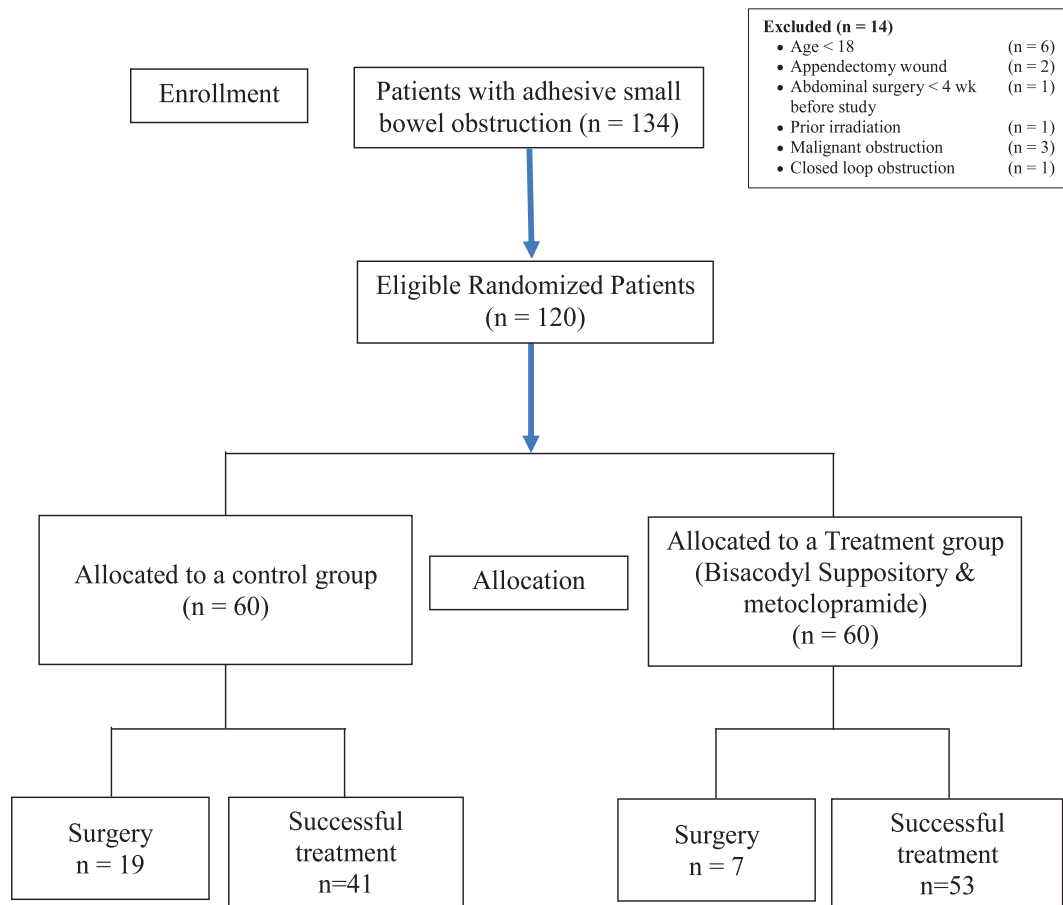 Enrollment
Patients with adhesive small
bowel obstruction (n = 134)
Excluded (n = 14)
• Age < 18 (n = 6)
• Appendectomy wound (n = 2)
• Abdominal surgery < 4 wk (n = 1)
before study
• Prior irradiation (n = 1)
• Malignant obstruction (n = 3)
• Closed loop obstruction (n = 1)
Eligible Randomized Patients
(n = 120)
Allocated to a control group
(n = 60)
Allocation
Allocated to a Treatment group
(Bisacodyl Suppository &
metoclopramide)
(n = 60)
Surgery
n = 19
Successful
treatment
n=41
Surgery
n = 7
Successful
treatment
n=53